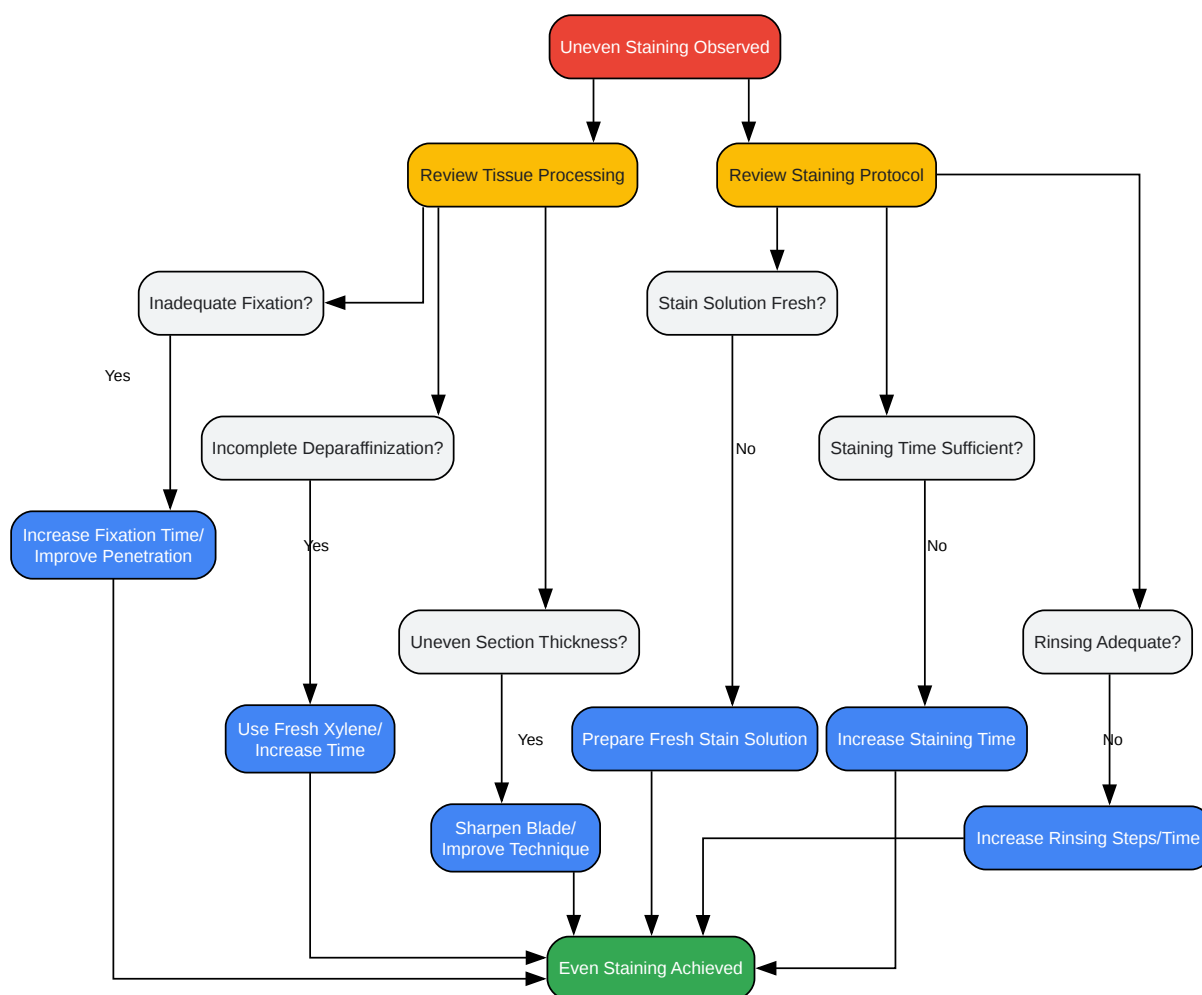 Uneven Staining Observed
Review Tissue Processing
Review Staining Protocol
Inadequate Fixation?
Stain Solution Fresh?
Yes
Incomplete Deparaffinization?
No
Staining Time Sufficient?
Increase Fixation Time/
Improve Penetration
Yes
No
Uneven Section Thickness?
Rinsing Adequate?
Use Fresh Xylene/
Increase Time
Yes
Prepare Fresh Stain Solution
Increase Staining Time
No
Sharpen Blade/
Improve Technique
Increase Rinsing Steps/Time
Even Staining Achieved